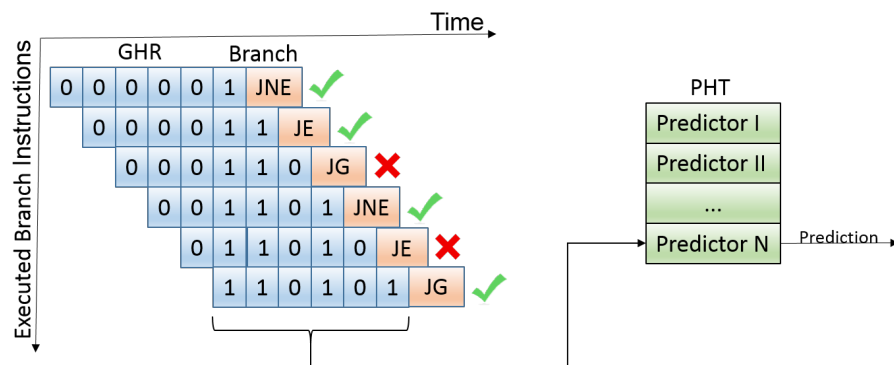 Time
Executed Branch Instructions
GHR Branch
0 0 0 0 0 1 JNE
0 0 0 0 1 1 JE
0 0 0 1 1 0 JG
0 0 1 1 0 1 JNE
0 1 1 0 1 0 JE
1 1 0 1 0 1 JG
PHT
Predictor I
Predictor II
...
Predictor N
Prediction